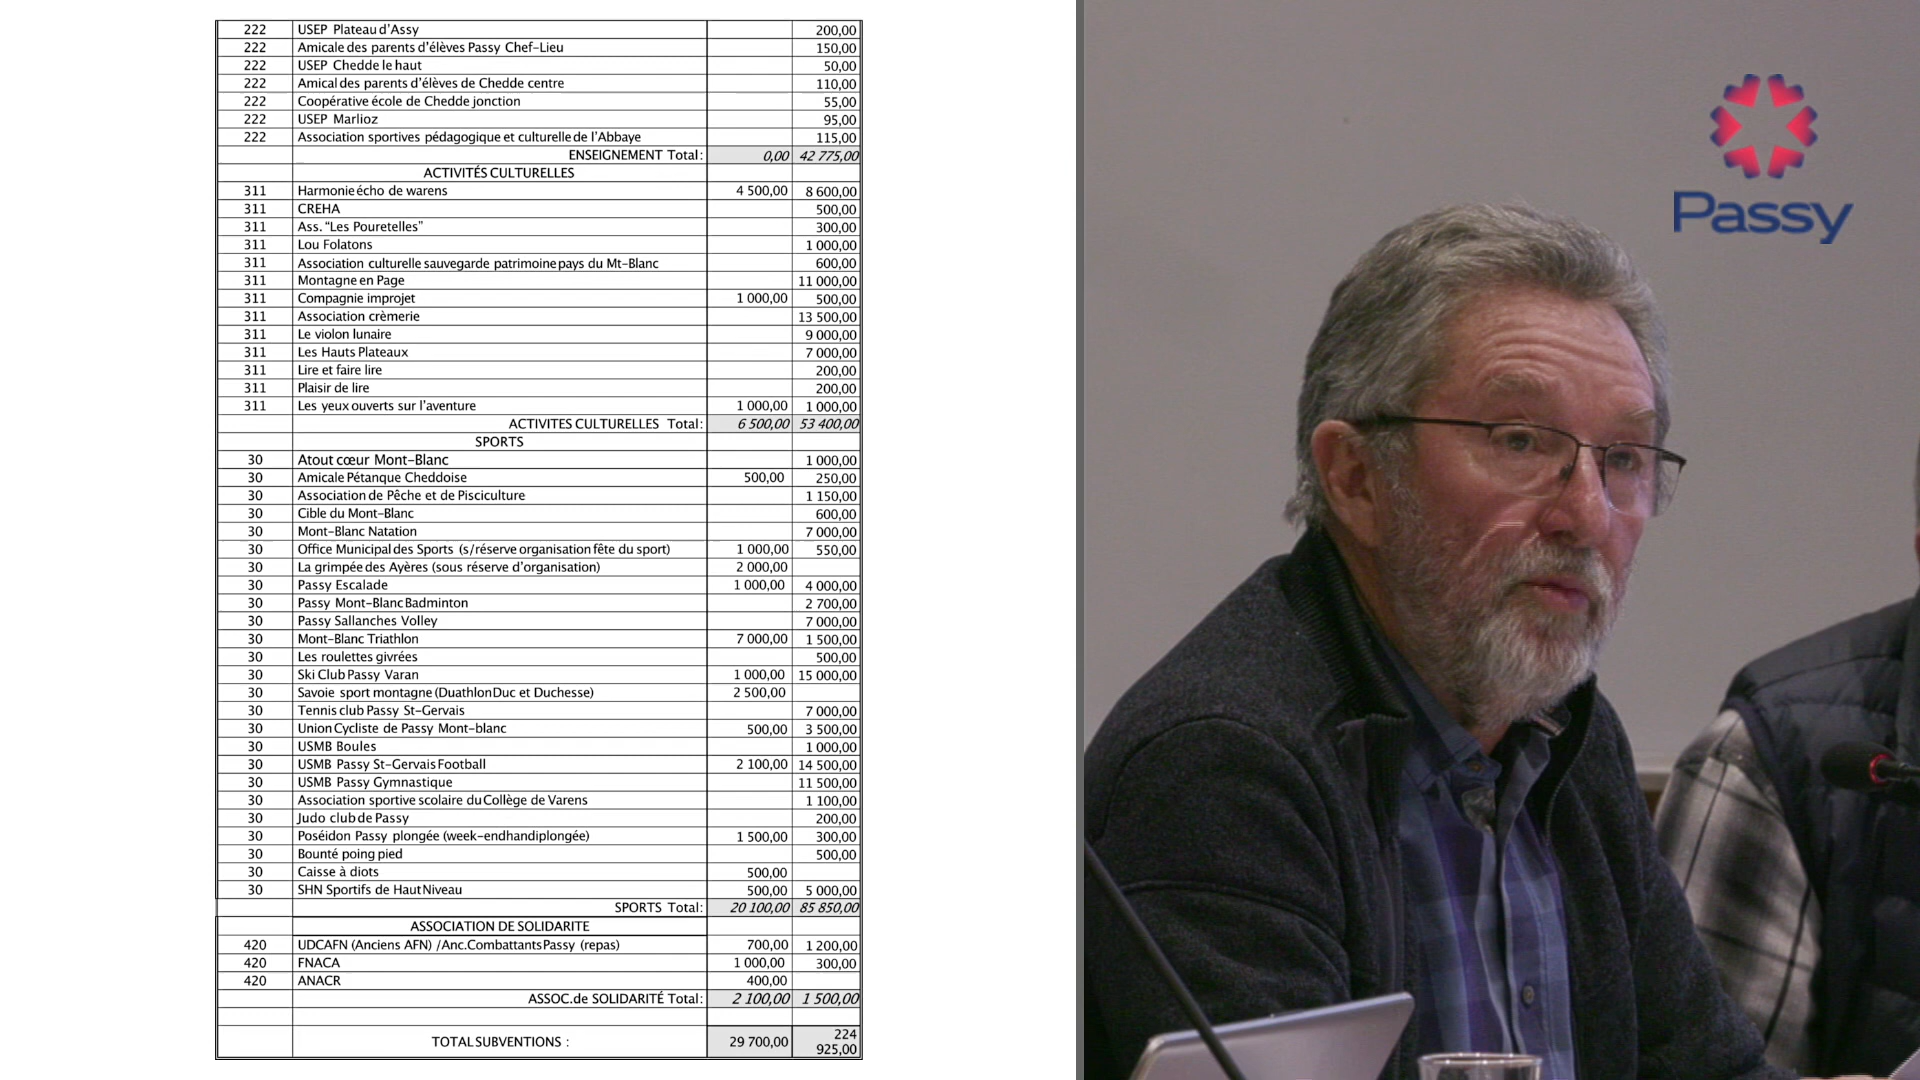 222 USEP Plateau d'Assy 200,00
222 Amicale des parents d'élèves Passy Chef-Lieu 150,00
222 USEP Chedde le haut 50,00
222 Amical des parents d'élèves de Chedde centre 110,00
222 Coopérative école de Chedde jonction 55,00
222 USEP Marlioz 95,00
222 Association sportives pédagogique et culturelle de l'Abbaye 115,00
ENSEIGNEMENT Total: 0,00 42 775,00
ACTIVITÉS CULTURELLES
311 Harmonie écho de warens 4 500,00 8 600,00
311 CREHA 500,00
311 Ass. “Les Pouretelles” 300,00
311 Lou Folatons 1 000,00
311 Association culturelle sauvegarde patrimoine pays du Mt-Blanc 600,00
311 Montagne en Page 11 000,00
311 Compagnie improjet 1 000,00 500,00
311 Association crèmerie 13 500,00
311 Le violon lunaire 9 000,00
311 Les Hauts Plateaux 7 000,00
311 Lire et faire lire 200,00
311 Plaisir de lire 200,00
311 Les yeux ouverts sur l'aventure 1 000,00 1 000,00
ACTIVITES CULTURELLES Total: 6 500,00 53 400,00
SPORTS
30 Atout cœur Mont-Blanc 1 000,00
30 Amicale Pétanque Cheddoise 500,00 250,00
30 Association de Pêche et de Pisciculture 1 150,00
30 Cible du Mont-Blanc 600,00
30 Mont-Blanc Natation 7 000,00
30 Office Municipal des Sports (s/réserve organisation fête du sport) 1 000,00 550,00
30 La grimpée des Ayères (sous réserve d'organisation) 2 000,00
30 Passy Escalade 1 000,00 4 000,00
30 Passy Mont-Blanc Badminton 2 700,00
30 Passy Sallanches Volley 7 000,00
30 Mont-Blanc Triathlon 7 000,00 1 500,00
30 Les roulettes givrées 500,00
30 Ski Club Passy Varan 1 000,00 15 000,00
30 Savoie sport montagne (Duathlon Duc et Duchesse) 2 500,00
30 Tennis club Passy St-Gervais 7 000,00
30 Union Cycliste de Passy Mont-blanc 500,00 3 500,00
30 USMB Boules 1 000,00
30 USMB Passy St-Gervais Football 2 100,00 14 500,00
30 USMB Passy Gymnastique 11 500,00
30 Association sportive scolaire du Collège de Varens 1 100,00
30 Judo club de Passy 200,00
30 Poséidon Passy plongée (week-end handiplongée) 1 500,00 300,00
30 Bounté poing pied 500,00
30 Caisse à diots 500,00
30 SHN Sportifs de Haut Niveau 500,00 5 000,00
SPORTS Total: 20 100,00 85 850,00
ASSOCIATION DE SOLIDARITE
420 UDCAFN (Anciens AFN) /Anc.Combattants Passy (repas) 700,00 1 200,00
420 FNACA 1 000,00 300,00
420 ANACR 400,00
ASSOC.de SOLIDARITÉ Total: 2 100,00 1 500,00
TOTAL SUBVENTIONS : 29 700,00 224
925,00
Passy